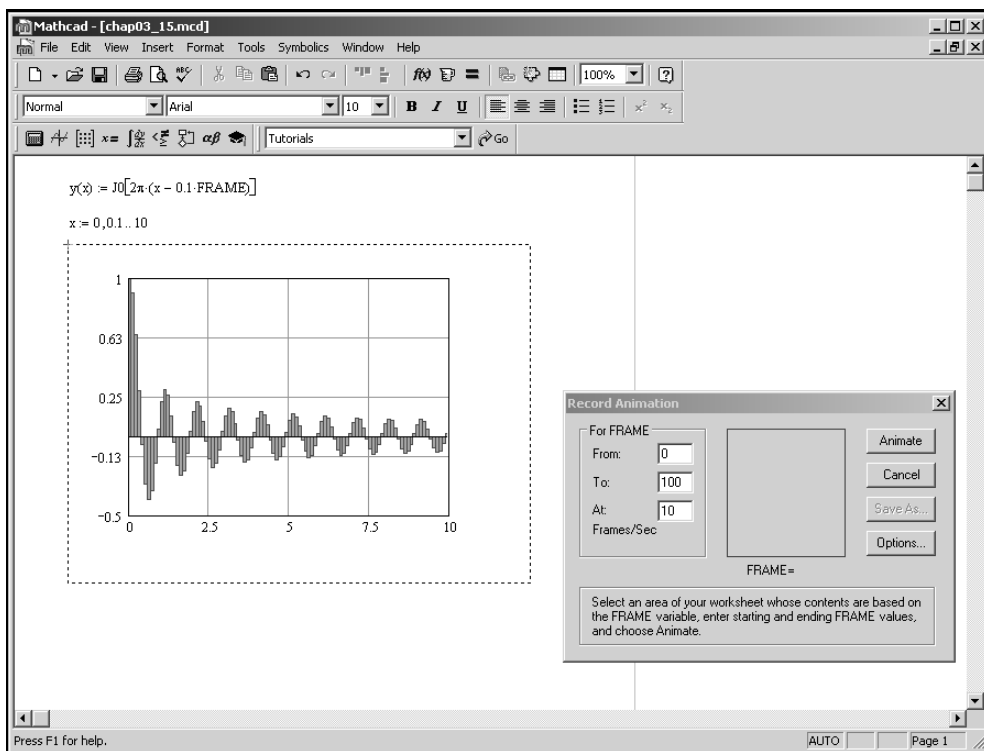 Mathcad - [chap03_15.mcd]
File Edit View Insert Format Tools Symbolics Window Help
100%
Normal Arial 10 B I U
Tutorials Go
y(x) := J0[2π·(x − 0.1·FRAME)]
x := 0,0.1.. 10
1
0.63
0.25
−0.13
−0.5
0 2.5 5 7.5 10
Record Animation
For FRAME
From: 0
To: 100
At: 10
Frames/Sec
Animate
Cancel
Save As...
Options...
FRAME=
Select an area of your worksheet whose contents are based on
the FRAME variable, enter starting and ending FRAME values,
and choose Animate.
Press F1 for help. AUTO Page 1